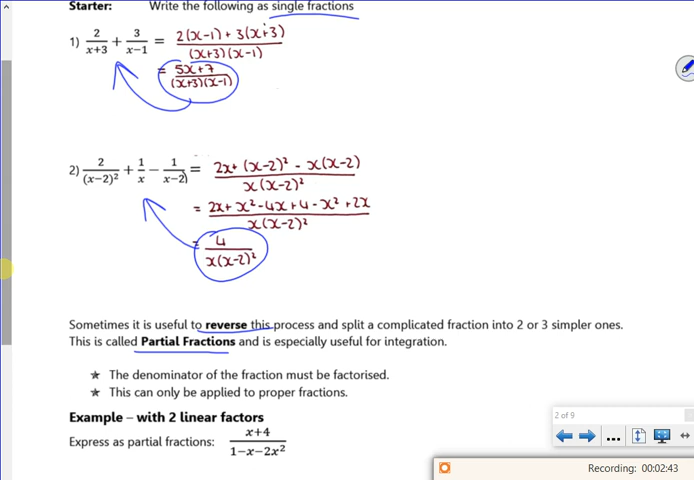 Starter: Write the following as single fractions
1) 2/(x+3) + 3/(x−1) = (2(x-1)+3(x+3))/((x+3)(x-1))
= (5x+7)/((x+3)(x-1))
2) 2/(x−2)² + 1/x − 1/(x−2) = (2x+(x-2)² - x(x-2))/(x(x-2)²)
= (2x+x²-4x+4-x²+2x)/(x(x-2)²)
= 4/(x(x-2)²)
Sometimes it is useful to reverse this process and split a complicated fraction into 2 or 3 simpler ones.
This is called Partial Fractions and is especially useful for integration.
★ The denominator of the fraction must be factorised.
★ This can only be applied to proper fractions.
Example – with 2 linear factors
Express as partial fractions: (x+4)/(1−x−2x²)
2 of 9
...
Recording: 00:02:43